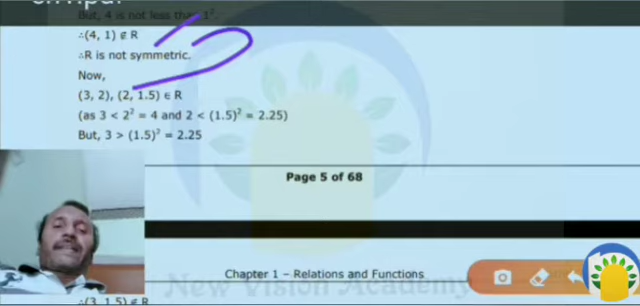 But, 4 is not less than 1².
∴(4, 1) ∉ R
∴R is not symmetric.
Now,
(3, 2), (2, 1.5) ∈ R
(as 3 < 2² = 4 and 2 < (1.5)² = 2.25)
But, 3 > (1.5)² = 2.25
Page 5 of 68
Chapter 1 – Relations and Functions
New Vision Academy
∴(3, 1.5) ∉ R